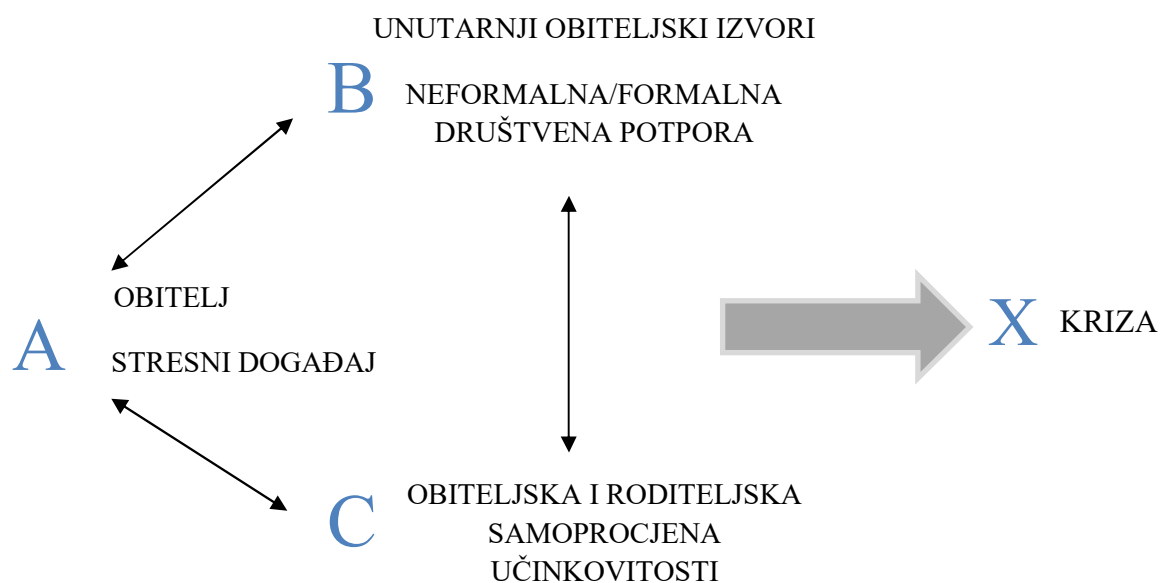 UNUTARNJI OBITELJSKI IZVORI
B
NEFORMALNA/FORMALNA
DRUŠTVENA POTPORA
A
OBITELJ
STRESNI DOGAĐAJ
X
KRIZA
C
OBITELJSKA I RODITELJSKA
SAMOPROCJENA
UČINKOVITOSTI